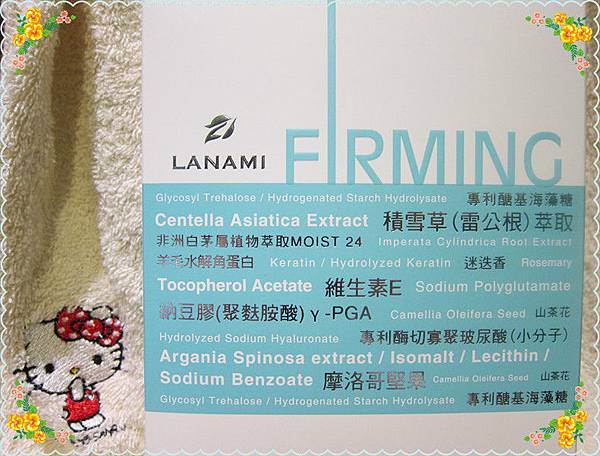 LANAMI
FIRMING
Glycosyl Trehalose / Hydrogenated Starch Hydrolysate 專利醣基海藻糖
Centella Asiatica Extract 積雪草(雷公根)萃取
非洲白茅屬植物萃取MOIST 24 Imperata Cylindrica Root Extract
羊毛水解角蛋白 Keratin / Hydrolyzed Keratin 迷迭香 Rosemary
Tocopherol Acetate 維生素E Sodium Polyglutamate
納豆膠(聚麩胺酸) γ-PGA Camellia Oleifera Seed 山茶花
Hydrolyzed Sodium Hyaluronate 專利酶切寡聚玻尿酸(小分子)
Argania Spinosa extract / Isomalt / Lecithin /
Sodium Benzoate 摩洛哥堅果 Camellia Oleifera Seed 山茶花
Glycosyl Trehalose / Hydrogenated Starch Hydrolysate 專利醣基海藻糖